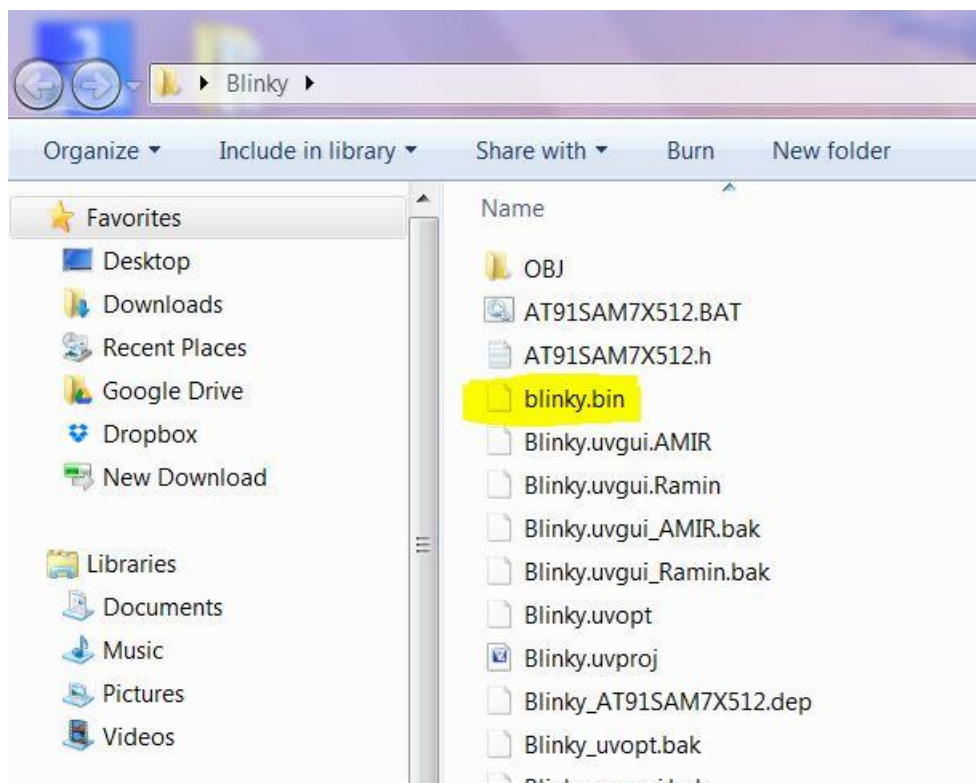 Blinky
Organize
Include in library
Share with
Burn
New folder
Favorites
Desktop
Downloads
Recent Places
Google Drive
Dropbox
New Download
Libraries
Documents
Music
Pictures
Videos
Name
OBJ
AT91SAM7X512.BAT
AT91SAM7X512.h
blinky.bin
Blinky.uvgui.AMIR
Blinky.uvgui.Ramin
Blinky.uvgui_AMIR.bak
Blinky.uvgui_Ramin.bak
Blinky.uvopt
Blinky.uvproj
Blinky_AT91SAM7X512.dep
Blinky_uvopt.bak